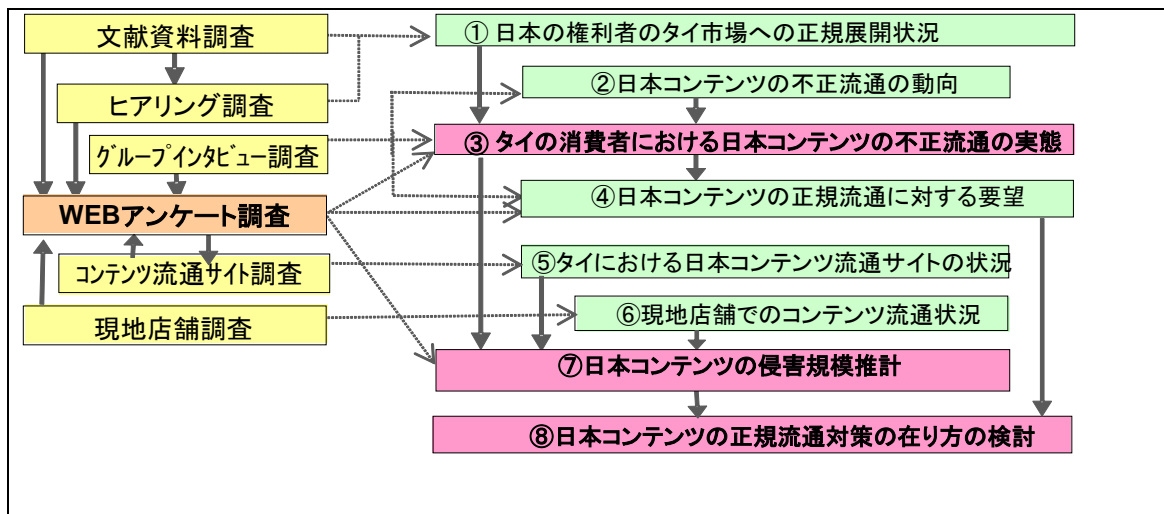 文献資料調査
ヒアリング調査
グループインタビュー調査
WEBアンケート調査
コンテンツ流通サイト調査
現地店舗調査
① 日本の権利者のタイ市場への正規展開状況
②日本コンテンツの不正流通の動向
③ タイの消費者における日本コンテンツの不正流通の実態
④日本コンテンツの正規流通に対する要望
⑤タイにおける日本コンテンツ流通サイトの状況
⑥現地店舗でのコンテンツ流通状況
⑦日本コンテンツの侵害規模推計
⑧日本コンテンツの正規流通対策の在り方の検討